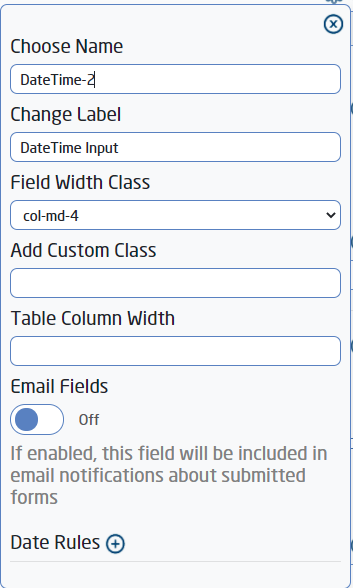 Choose Name
DateTime-2
Change Label
DateTime Input
Field Width Class
col-md-4
Add Custom Class
Table Column Width
Email Fields
Off
If enabled, this field will be included in
email notifications about submitted
forms
Date Rules